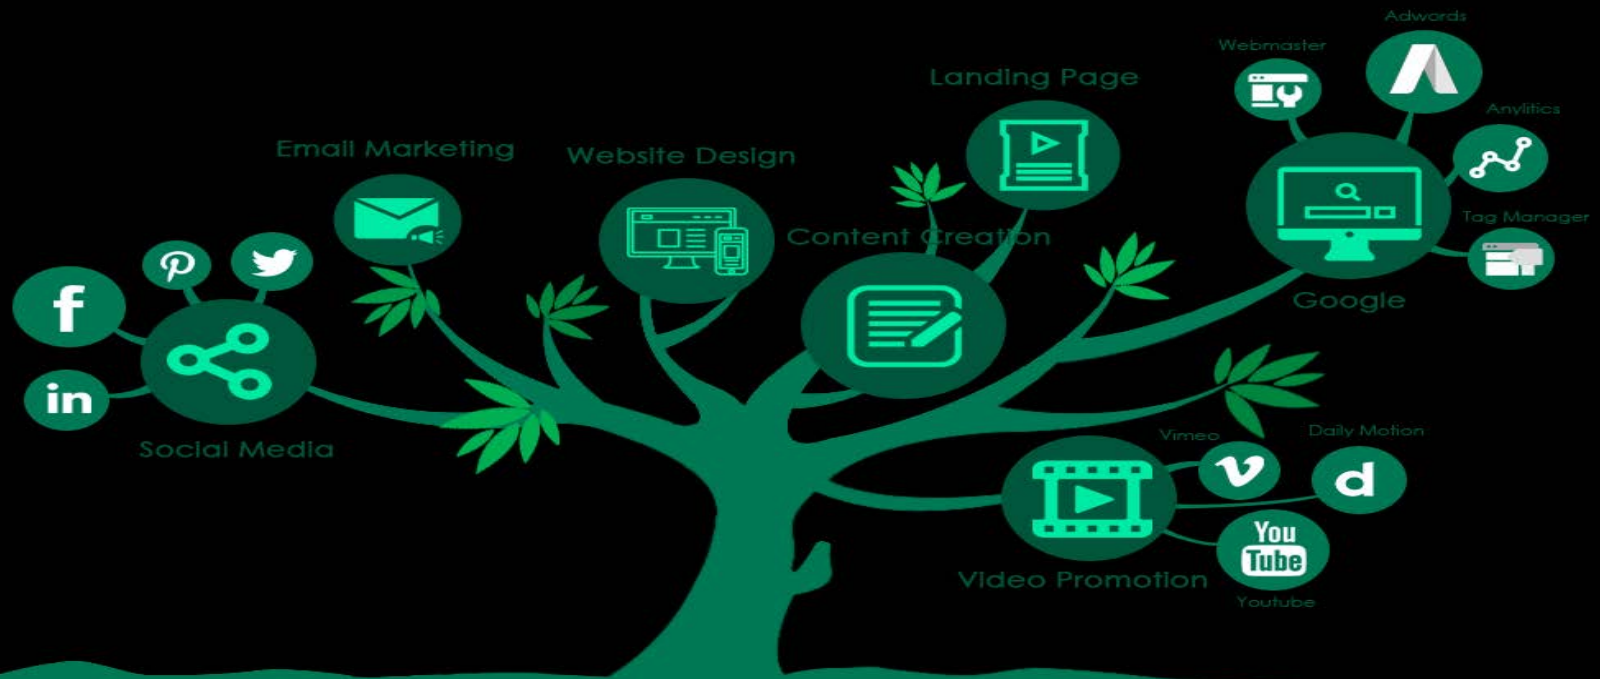 Adwords
Webmaster
Landing Page
Anylitics
Email Marketing
Website Design
Tag Manager
Content Creation
Google
f
in
Social Media
Vimeo
Daily Motion
d
You
Tube
Video Promotion
Youtube